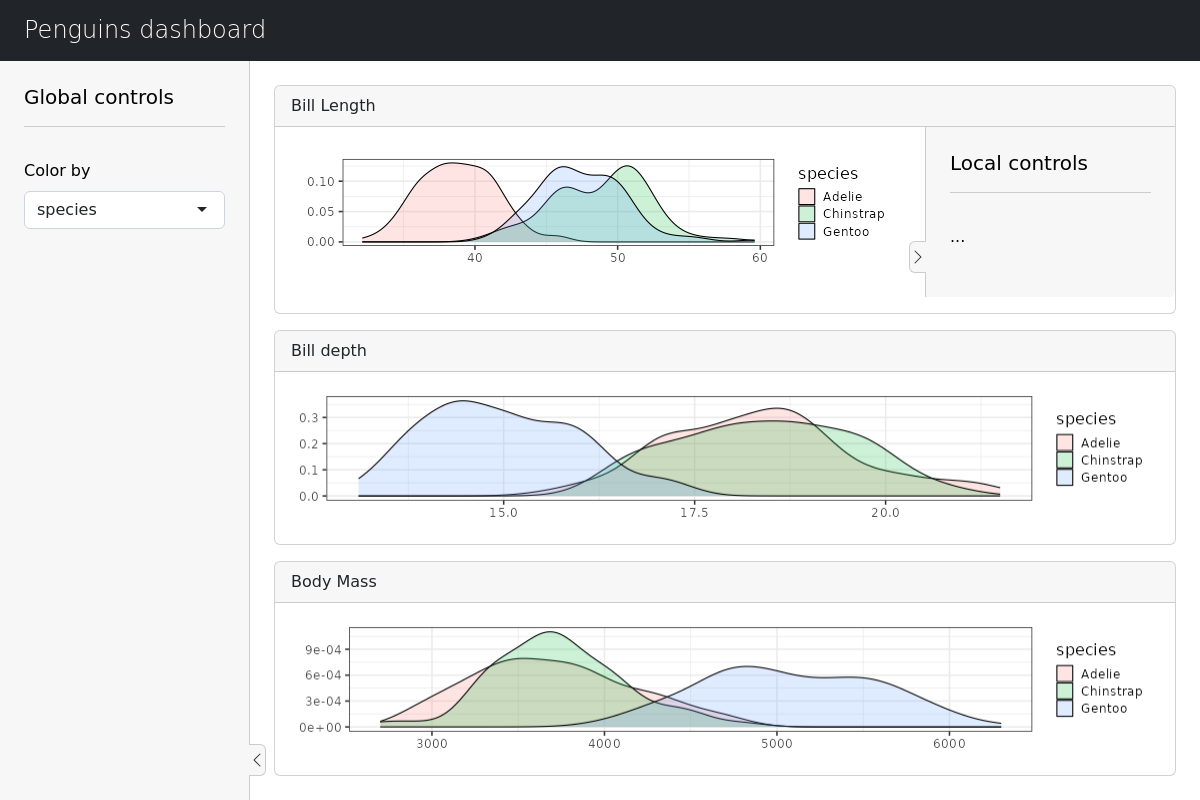 Penguins dashboard
Global controls
Color by
species
Bill Length
0.10
0.05
0.00
40 50 60
species
Adelie
Chinstrap
Gentoo
Local controls
...
Bill depth
0.3
0.2
0.1
0.0
15.0 17.5 20.0
species
Adelie
Chinstrap
Gentoo
Body Mass
9e-04
6e-04
3e-04
0e+00
3000 4000 5000 6000
species
Adelie
Chinstrap
Gentoo